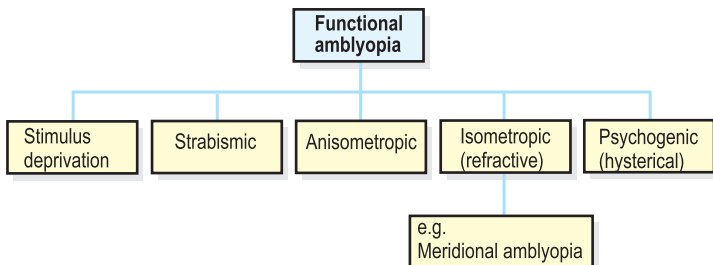 Functional
amblyopia
Stimulus
deprivation
Strabismic
Anisometropic
Isometropic
(refractive)
Psychogenic
(hysterical)
e.g.
Meridional amblyopia